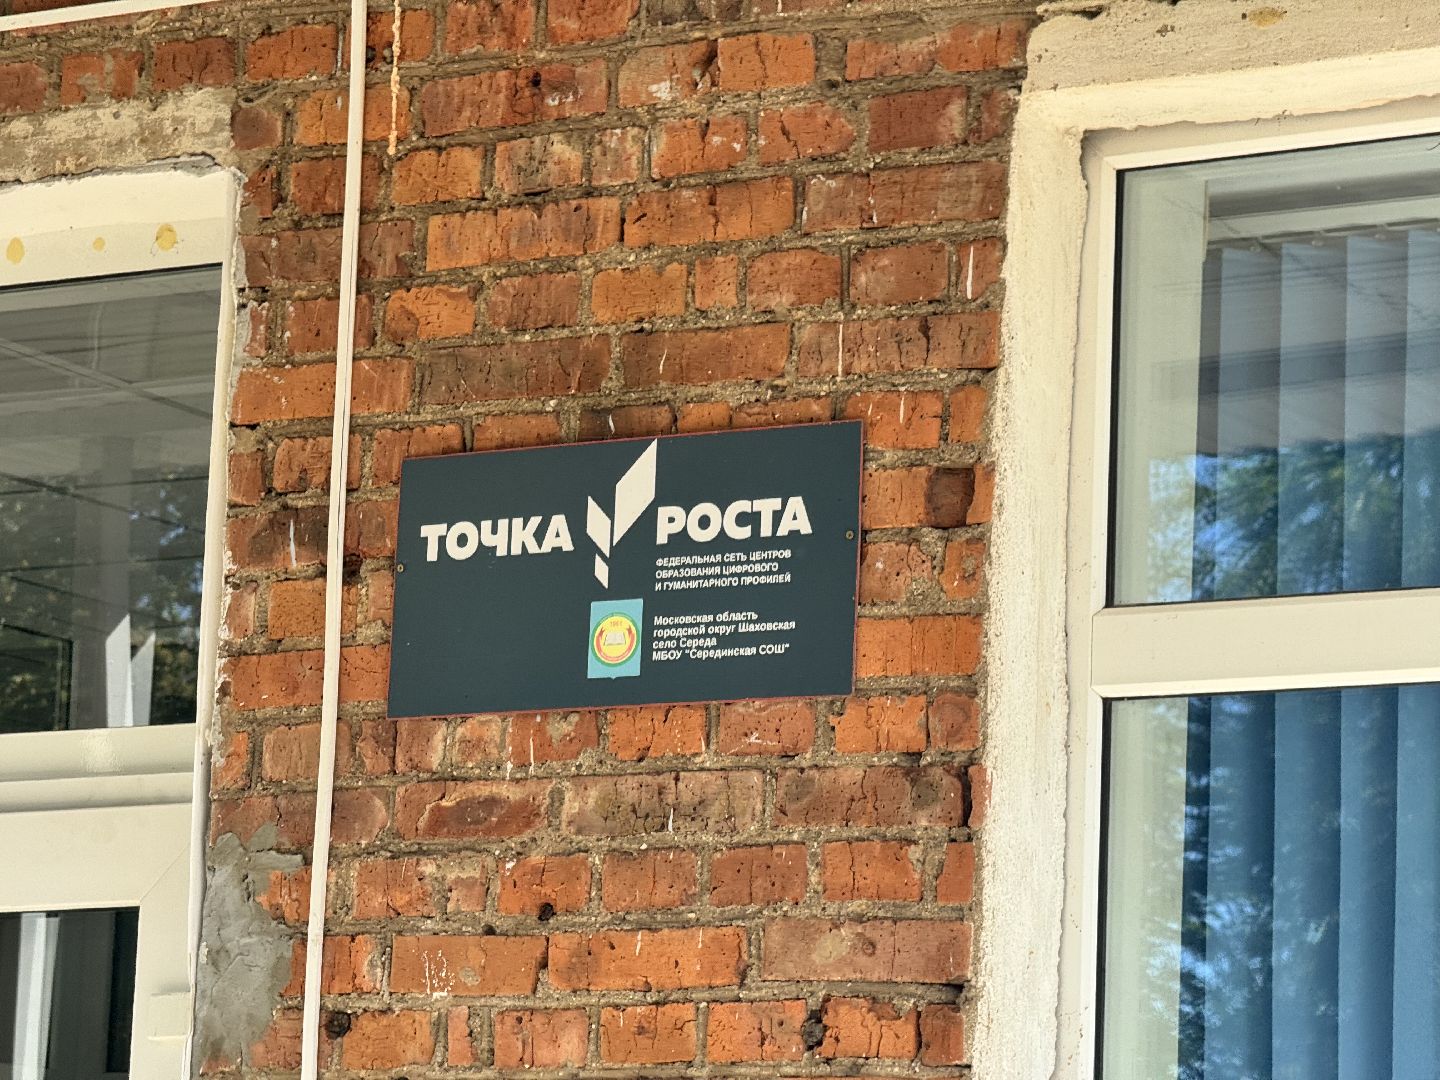 ТОЧКА РОСТА
ФЕДЕРАЛЬНАЯ СЕТЬ ЦЕНТРОВ
ОБРАЗОВАНИЯ ЦИФРОВОГО
И ГУМАНИТАРНОГО ПРОФИЛЕЙ
1961
Московская область
городской округ Шаховская
село Середа
МБОУ "Серединская СОШ"